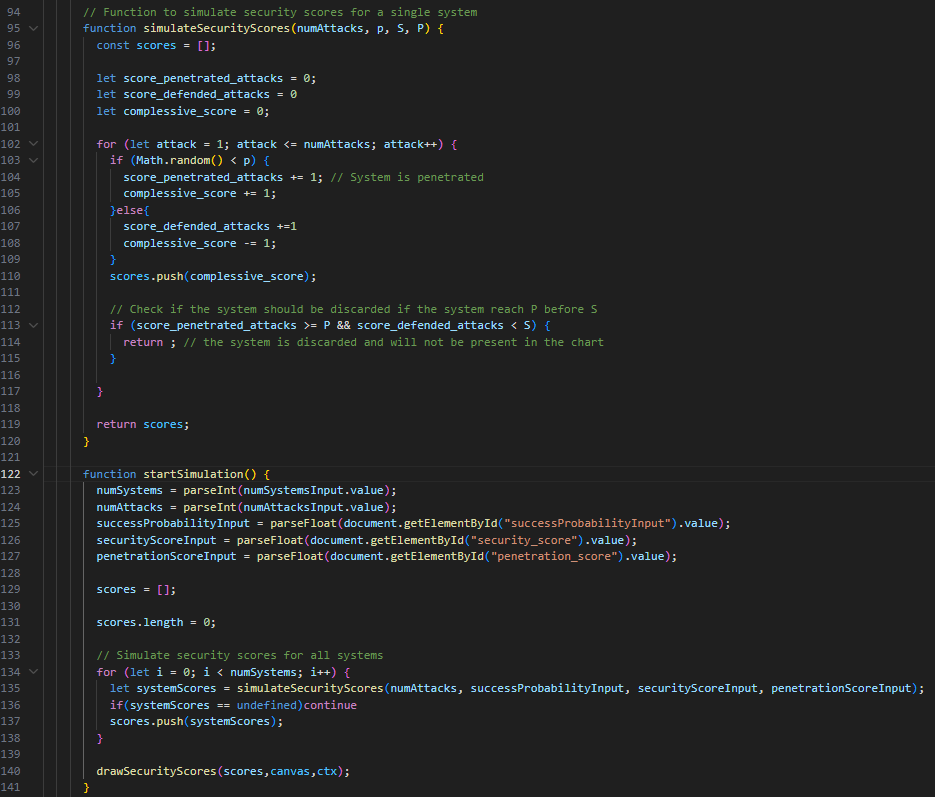 94 // Function to simulate security scores for a single system
95 function simulateSecurityScores(numAttacks, p, S, P) {
96 const scores = [];
97
98 let score_penetrated_attacks = 0;
99 let score_defended_attacks = 0
100 let complessive_score = 0;
101
102 for (let attack = 1; attack <= numAttacks; attack++) {
103 if (Math.random() < p) {
104 score_penetrated_attacks += 1; // System is penetrated
105 complessive_score += 1;
106 }else{
107 score_defended_attacks +=1
108 complessive_score -= 1;
109 }
110 scores.push(complessive_score);
111
112 // Check if the system should be discarded if the system reach P before S
113 if (score_penetrated_attacks >= P && score_defended_attacks < S) {
114 return ; // the system is discarded and will not be present in the chart
115 }
116
117 }
118
119 return scores;
120 }
121
122 function startSimulation() {
123 numSystems = parseInt(numSystemsInput.value);
124 numAttacks = parseInt(numAttacksInput.value);
125 successProbabilityInput = parseFloat(document.getElementById("successProbabilityInput").value);
126 securityScoreInput = parseFloat(document.getElementById("security_score").value);
127 penetrationScoreInput = parseFloat(document.getElementById("penetration_score").value);
128
129 scores = [];
130
131 scores.length = 0;
132
133 // Simulate security scores for all systems
134 for (let i = 0; i < numSystems; i++) {
135 let systemScores = simulateSecurityScores(numAttacks, successProbabilityInput, securityScoreInput, penetrationScoreInput);
136 if(systemScores == undefined)continue
137 scores.push(systemScores);
138 }
139
140 drawSecurityScores(scores,canvas,ctx);
141 }